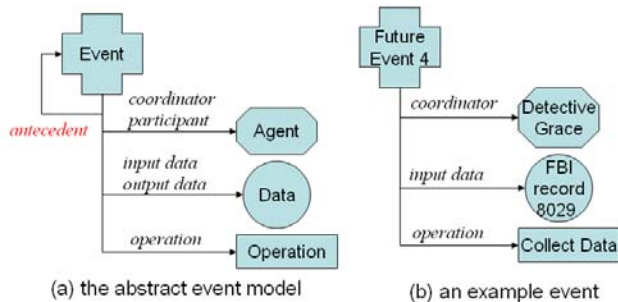 Event
antecedent
coordinator
participant
Agent
input data
output data
Data
operation
Operation
(a) the abstract event model
Future
Event 4
coordinator
Detective
Grace
input data
FBI
record
8029
operation
Collect Data
(b) an example event